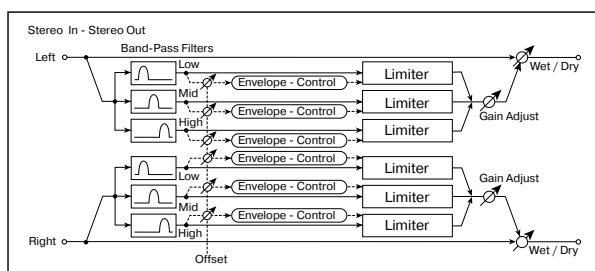 Stereo In - Stereo Out
Band-Pass Filters
Left
Low
Envelope - Control
Limiter
Wet / Dry
Mid
Envelope - Control
Limiter
Gain Adjust
High
Envelope - Control
Limiter
Envelope - Control
Limiter
Low
Gain Adjust
Envelope - Control
Limiter
Mid
Envelope - Control
Limiter
High
Right
Wet / Dry
Offset